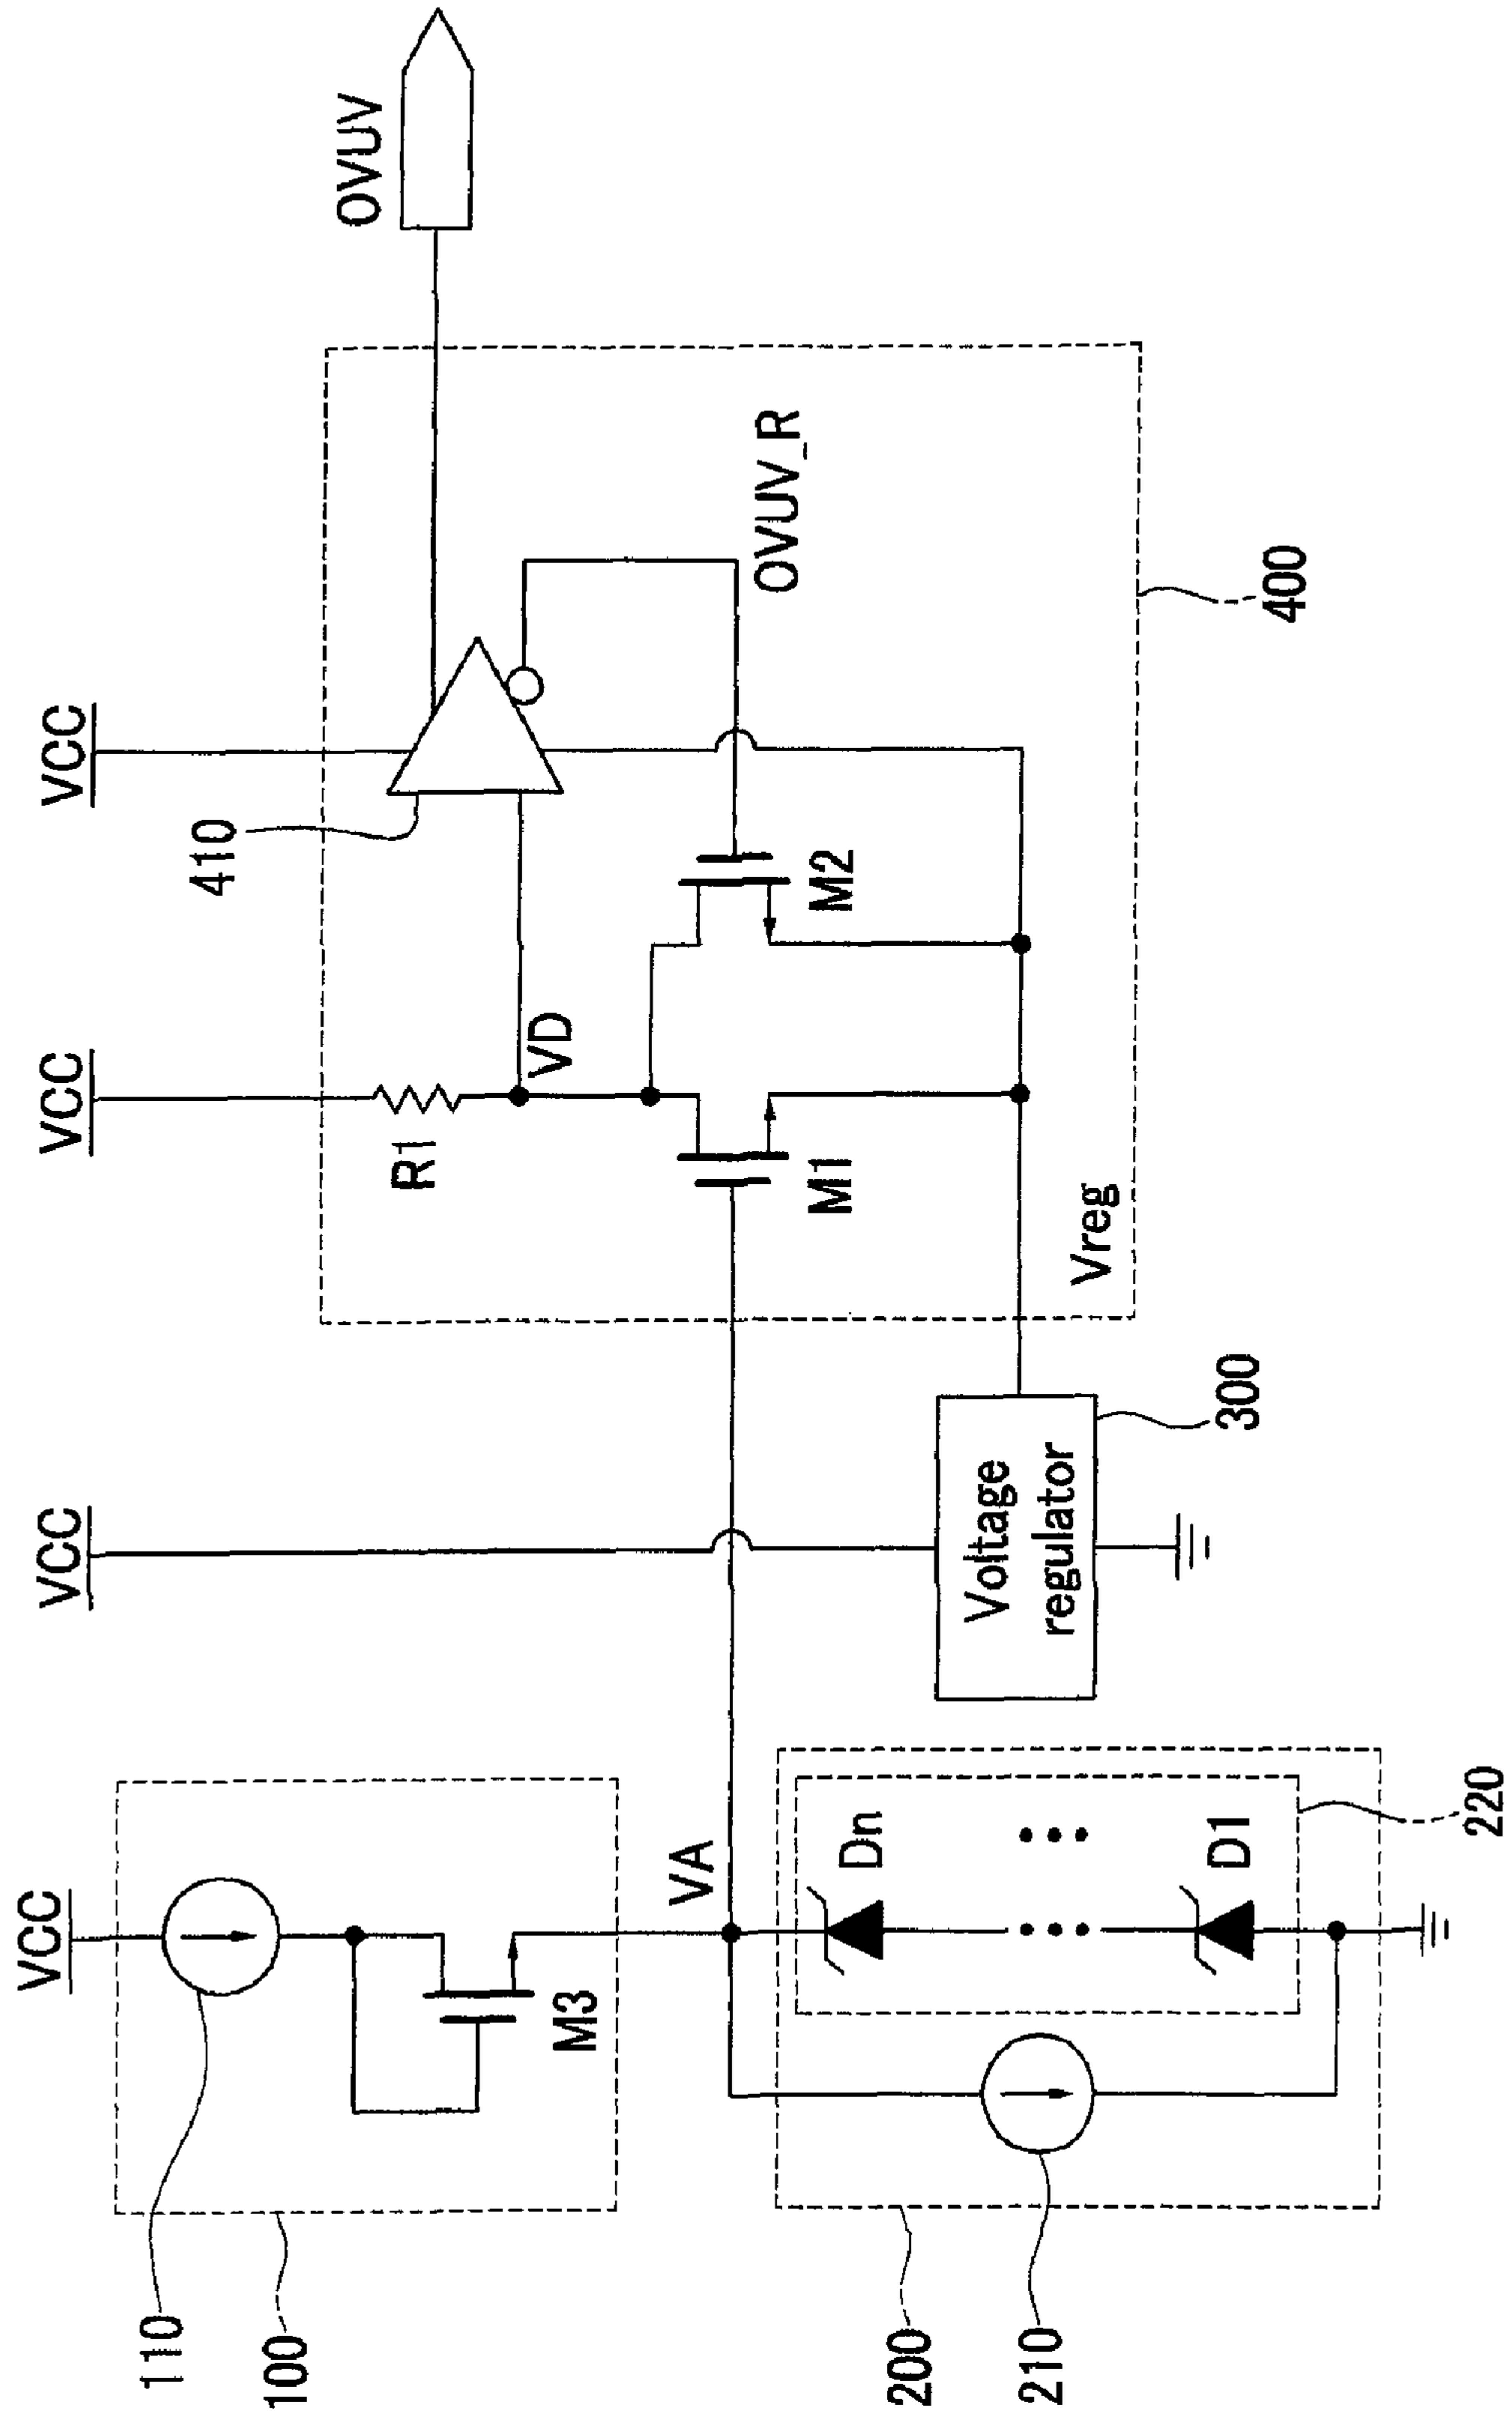 VCC
VCC
VCC
VCC
110
100
M3
VA
200
210
220
Dn
D1
Voltage
regulator
300
R1
VD
M1
M2
Vreg
410
OVUV_R
OVUV
400